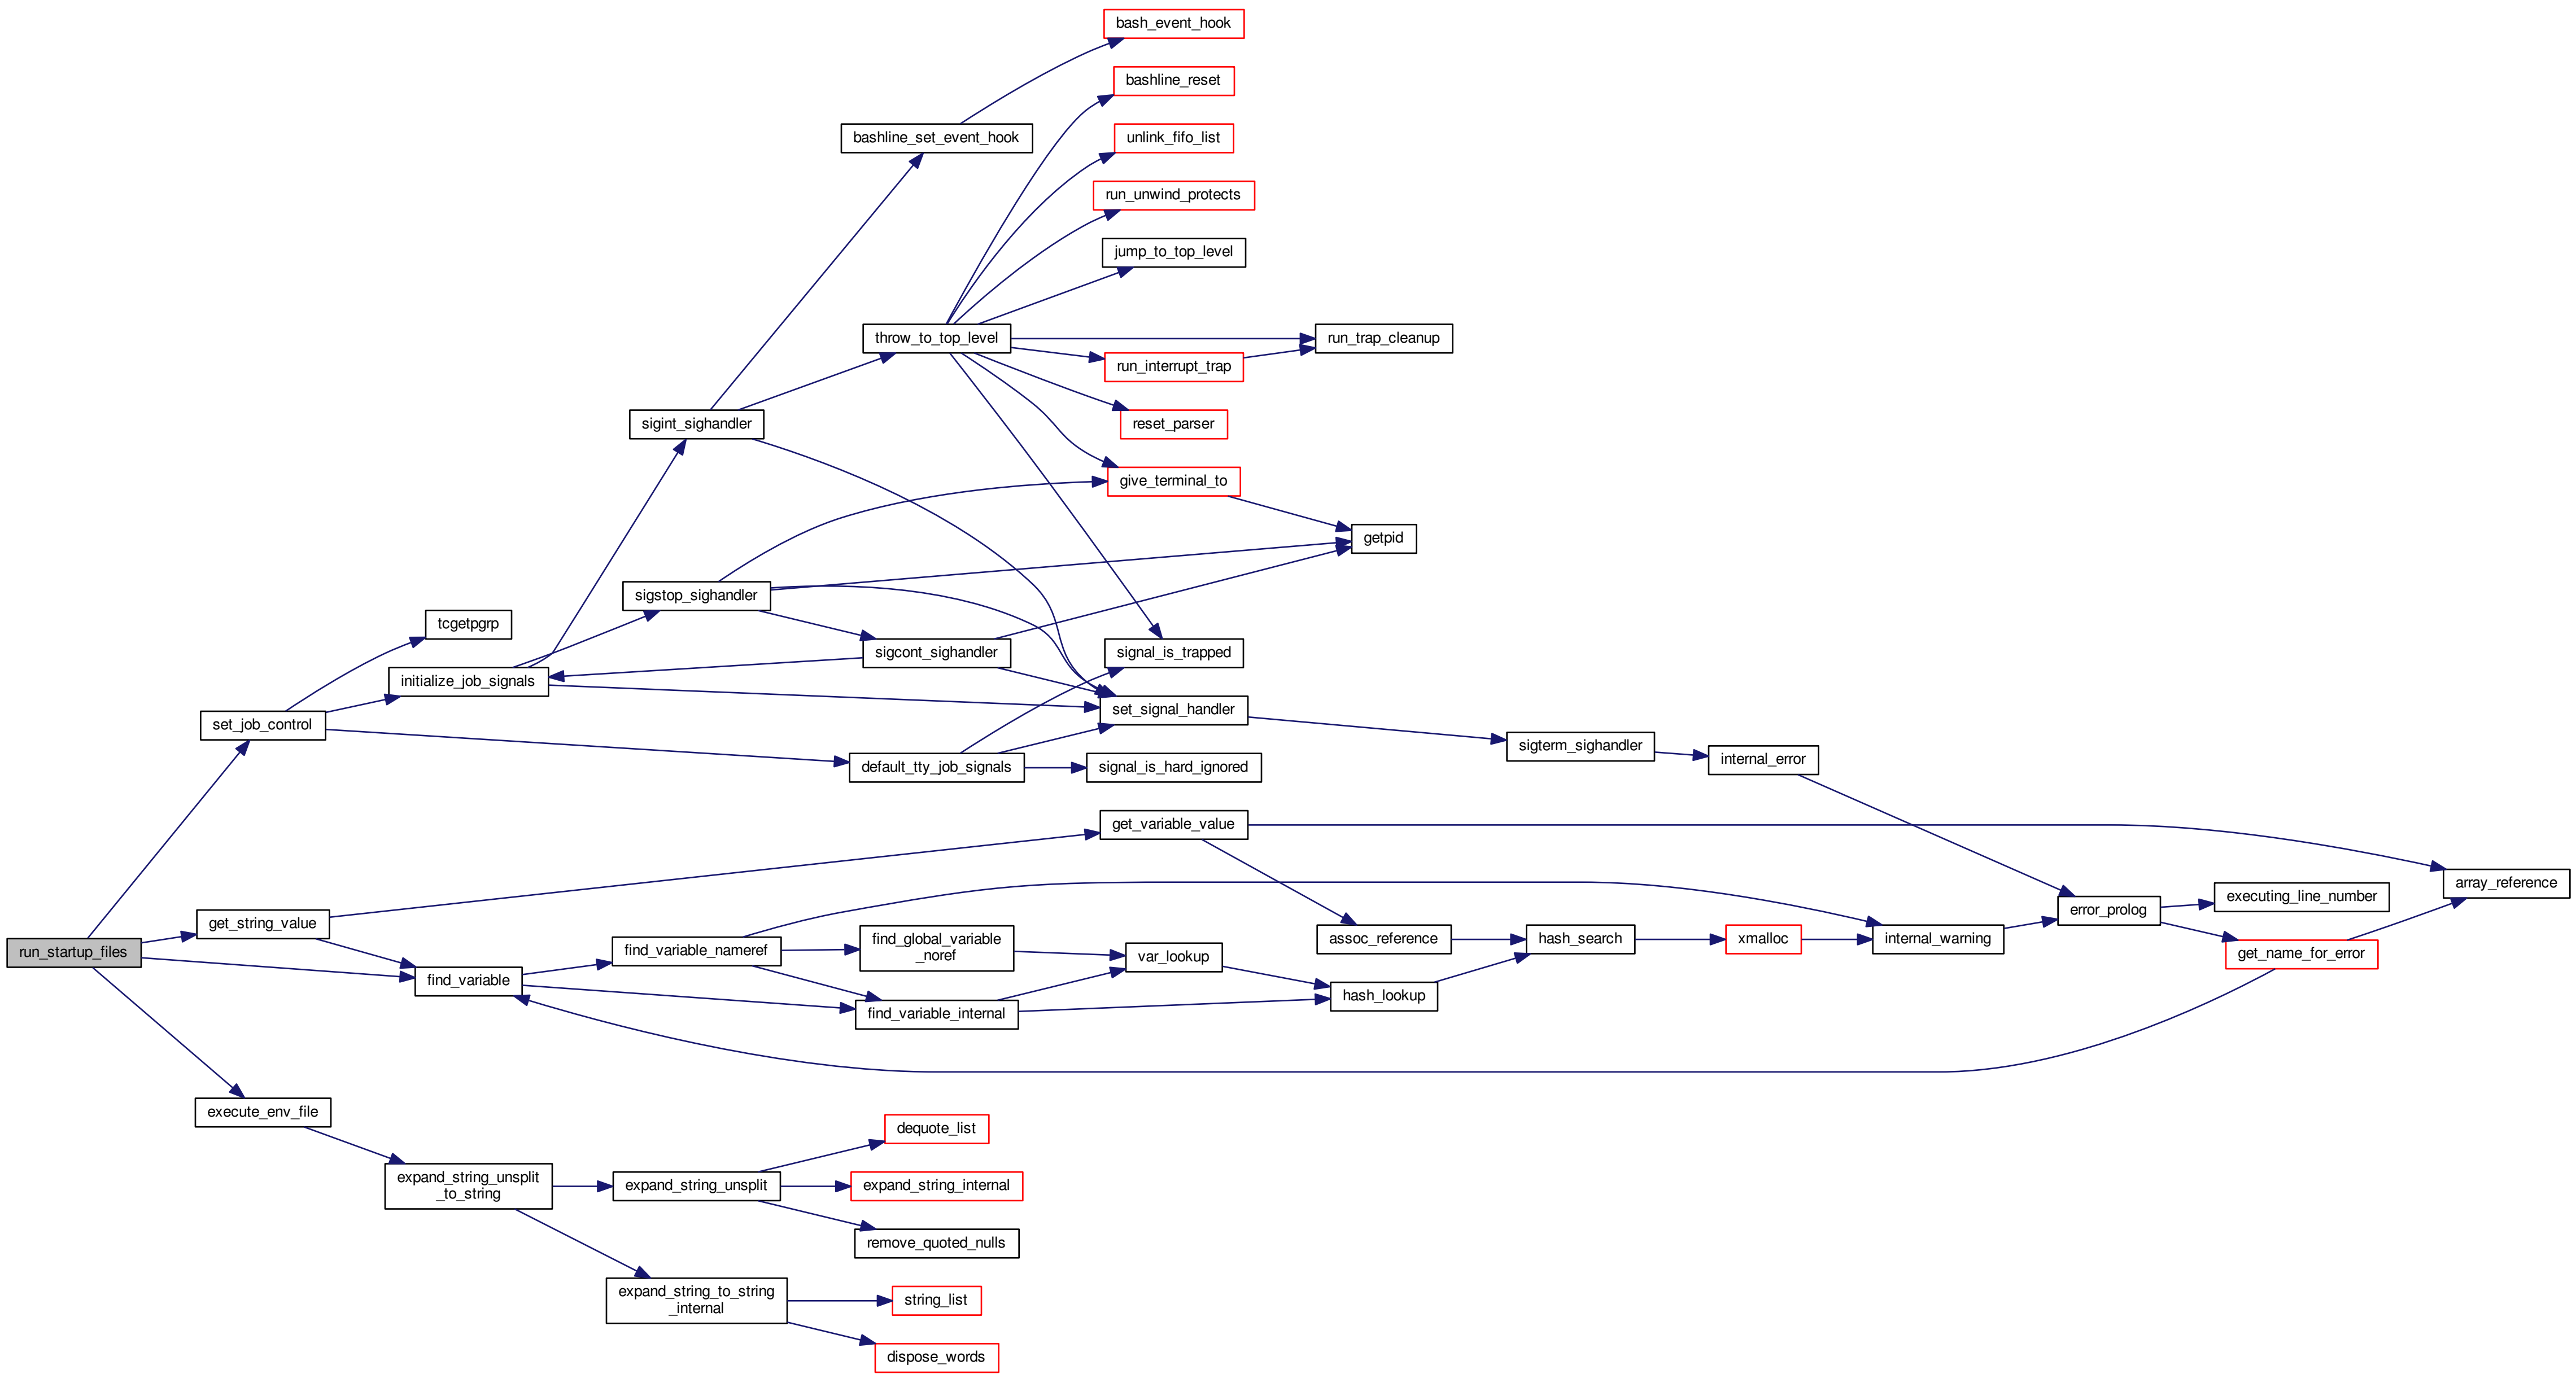 bash_event_hook
bashline_reset
bashline_set_event_hook
unlink_fifo_list
run_unwind_protects
jump_to_top_level
throw_to_top_level
run_trap_cleanup
run_interrupt_trap
sigint_sighandler
reset_parser
give_terminal_to
getpid
sigstop_sighandler
tcgetpgrp
sigcont_sighandler
signal_is_trapped
initialize_job_signals
set_signal_handler
set_job_control
sigterm_sighandler
internal_error
default_tty_job_signals
signal_is_hard_ignored
get_variable_value
array_reference
executing_line_number
get_string_value
error_prolog
find_global_variable
_noref
assoc_reference
hash_search
xmalloc
internal_warning
run_startup_files
find_variable_nameref
var_lookup
get_name_for_error
find_variable
hash_lookup
find_variable_internal
execute_env_file
dequote_list
expand_string_unsplit
_to_string
expand_string_unsplit
expand_string_internal
remove_quoted_nulls
expand_string_to_string
_internal
string_list
dispose_words